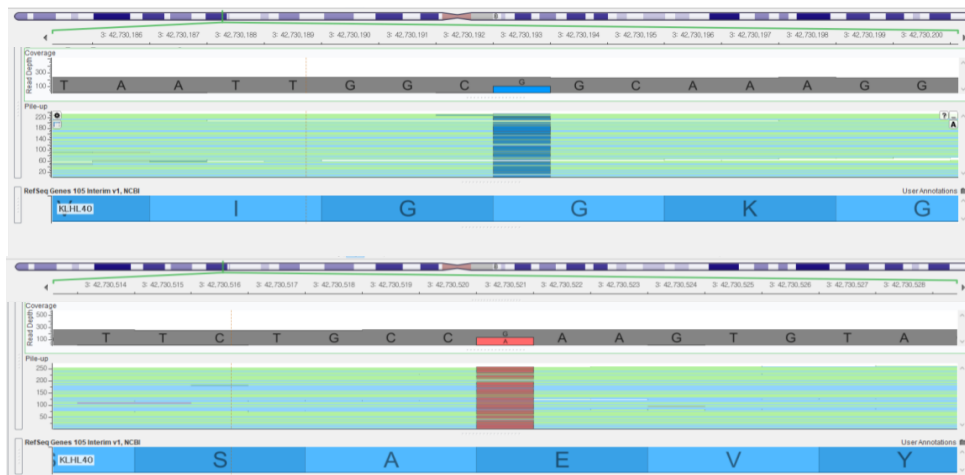 3: 42,730,186 3: 42,730,187 3: 42,730,188 3: 42,730,189 3: 42,730,190 3: 42,730,191 3: 42,730,192 3: 42,730,193 3: 42,730,194 3: 42,730,195 3: 42,730,196 3: 42,730,197 3: 42,730,198 3: 42,730,199 3: 42,730,200
Coverage
Read Depth
300
100
T A A T T G G C G G C A A A G G
Pile-up
220
180
140
100
60
20
? A
RefSeq Genes 105 Interim v1, NCBI User Annotations
KLHL40 I G G K G
3: 42,730,514 3: 42,730,515 3: 42,730,516 3: 42,730,517 3: 42,730,518 3: 42,730,519 3: 42,730,520 3: 42,730,521 3: 42,730,522 3: 42,730,523 3: 42,730,524 3: 42,730,525 3: 42,730,526 3: 42,730,527 3: 42,730,528
Coverage
Read Depth
500
300
100
T T C T G C C G A A G T G T A
A
Pile-up
250
200
150
100
50
RefSeq Genes 105 Interim v1, NCBI User Annotations
KLHL40 S A E V Y